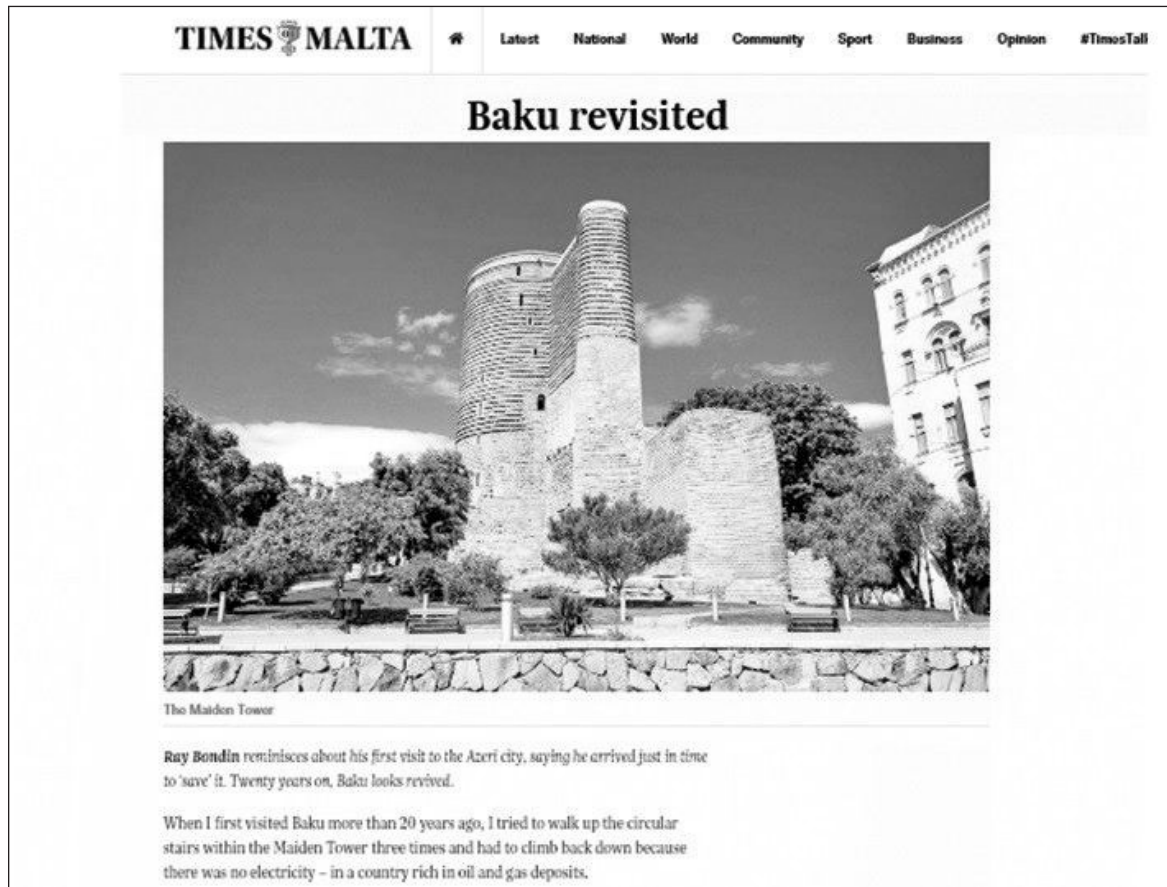 TIMES MALTA
Latest National World Community Sport Business Opinion #TimesTalk
Baku revisited
The Maiden Tower
Ray Bondin reminisces about his first visit to the Azeri city, saying he arrived just in time
to ‘save’ it. Twenty years on, Baku looks revived.
When I first visited Baku more than 20 years ago, I tried to walk up the circular
stairs within the Maiden Tower three times and had to climb back down because
there was no electricity – in a country rich in oil and gas deposits.